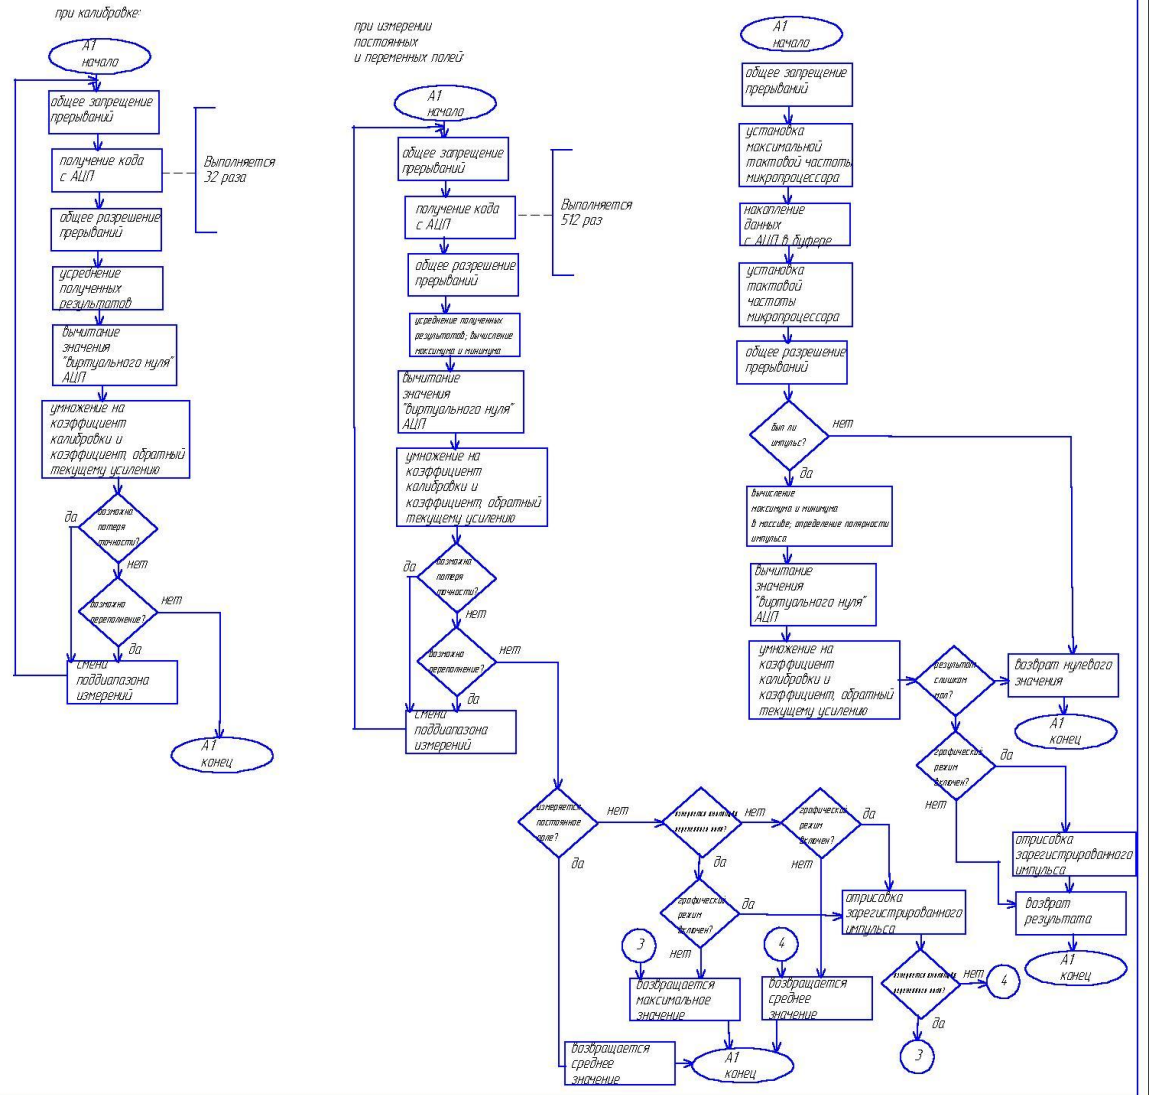 при калибровке:
А1
начало
общее запрещение
прерываний
получение кода
с АЦП
Выполняется
32 раза
общее разрешение
прерываний
усреднение
полученных
результатов
вычитание
значения
"виртуального нуля"
АЦП
умножение на
коэффициент
калибровки и
коэффициент, обратный
текущему усилению
возможна
потеря
точности?
да
нет
возможна
переполнение?
нет
да
смена
поддиапазона
измерений
А1
конец
при измерении
постоянных
и переменных полей
А1
начало
общее запрещение
прерываний
получение кода
с АЦП
Выполняется
512 раз
общее разрешение
прерываний
усреднение полученных
результатов; вычисление
максимума и минимума
вычитание
значения
"виртуального нуля"
АЦП
умножение на
коэффициент
калибровки и
коэффициент, обратный
текущему усилению
возможна
потеря
точности?
да
нет
возможна
переполнение?
нет
да
смена
поддиапазона
измерений
измеряется
постоянное
поле?
нет
да
нет
да
графический
режим
включен?
да
нет
графический
режим
включен?
да
нет
3
4
возвращается
максимальное
значение
возвращается
среднее
значение
возвращается
среднее
значение
А1
конец
отрисовка
зарегистрированного
импульса
нет
4
да
3
А1
начало
общее запрещение
прерываний
установка
максимальной
тактовой частоты
микропроцессора
накопление
данных
с АЦП в буфере
установка
тактовой
частоты
микропроцессора
общее разрешение
прерываний
был ли
импульс?
нет
да
вычисление
максимума и минимума
в массиве; определение полярности
импульса
вычитание
значения
"виртуального нуля"
АЦП
умножение на
коэффициент
калибровки и
коэффициент, обратный
текущему усилению
результат
слишком
мал?
возврат нулевого
значения
А1
конец
графический
режим
включен?
да
нет
отрисовка
зарегистрированного
импульса
возврат
результата
А1
конец